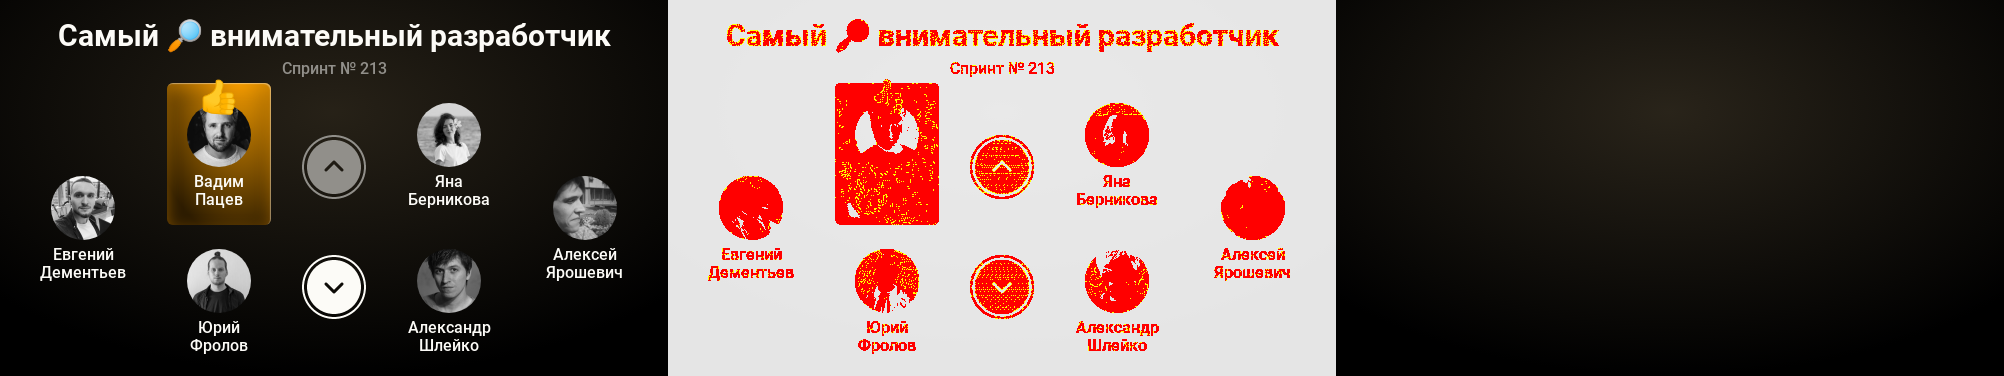 Самый 🔎 внимательный разработчик
Спринт № 213
Вадим
Пацев
Яна
Берникова
Евгений
Дементьев
Алексей
Ярошевич
Юрий
Фролов
Александр
Шлейко
Самый 🔎 внимательный разработчик
Спринт № 213
Яна
Берникова
Евгений
Дементьев
Алексей
Ярошевич
Юрий
Фролов
Александр
Шлейко